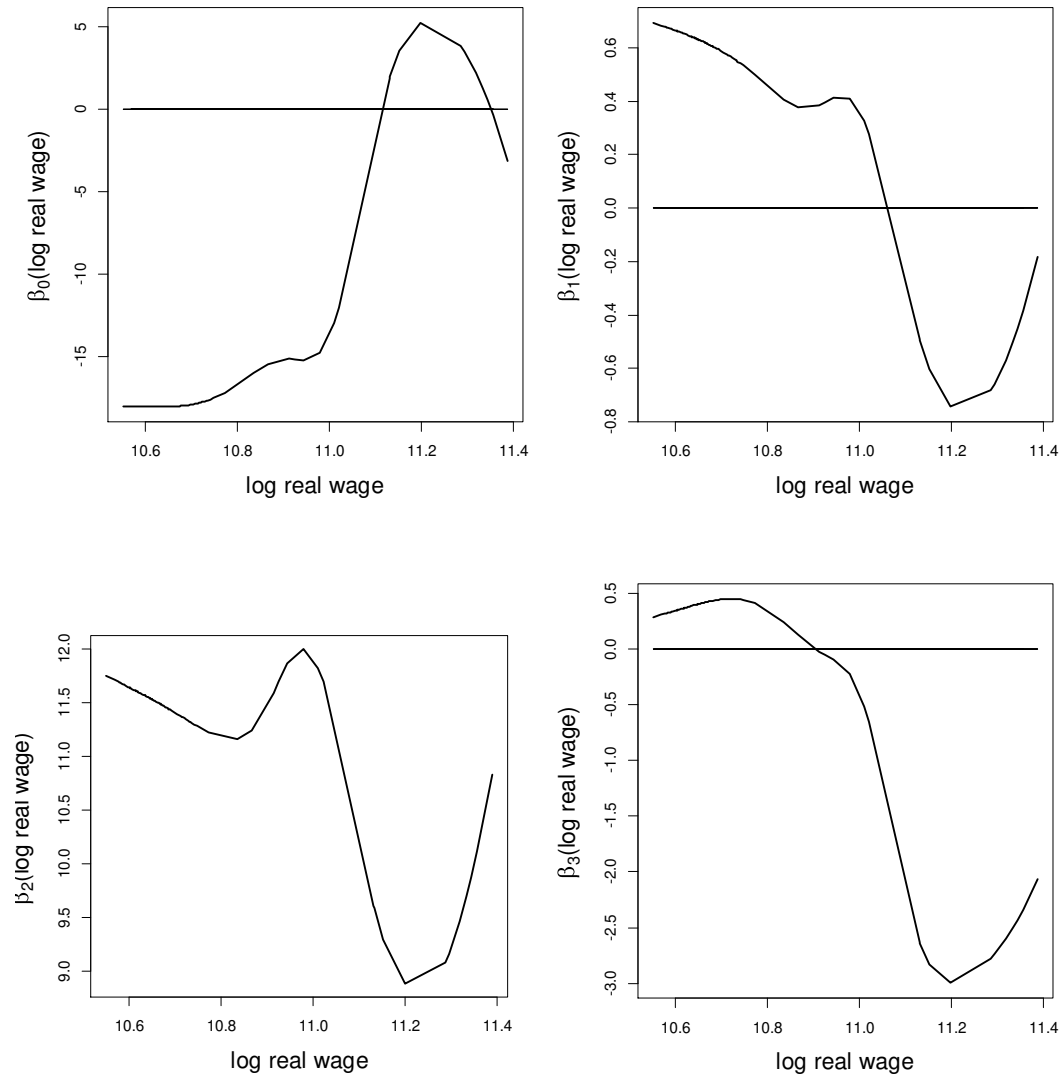 β0(log real wage)
5
0
-5
-10
-15
10.6 10.8 11.0 11.2 11.4
log real wage
β1(log real wage)
0.6
0.4
0.2
0.0
-0.2
-0.4
-0.6
-0.8
10.6 10.8 11.0 11.2 11.4
log real wage
β2(log real wage)
12.0
11.5
11.0
10.5
10.0
9.5
9.0
10.6 10.8 11.0 11.2 11.4
log real wage
β3(log real wage)
0.5
0.0
-0.5
-1.0
-1.5
-2.0
-2.5
-3.0
10.6 10.8 11.0 11.2 11.4
log real wage